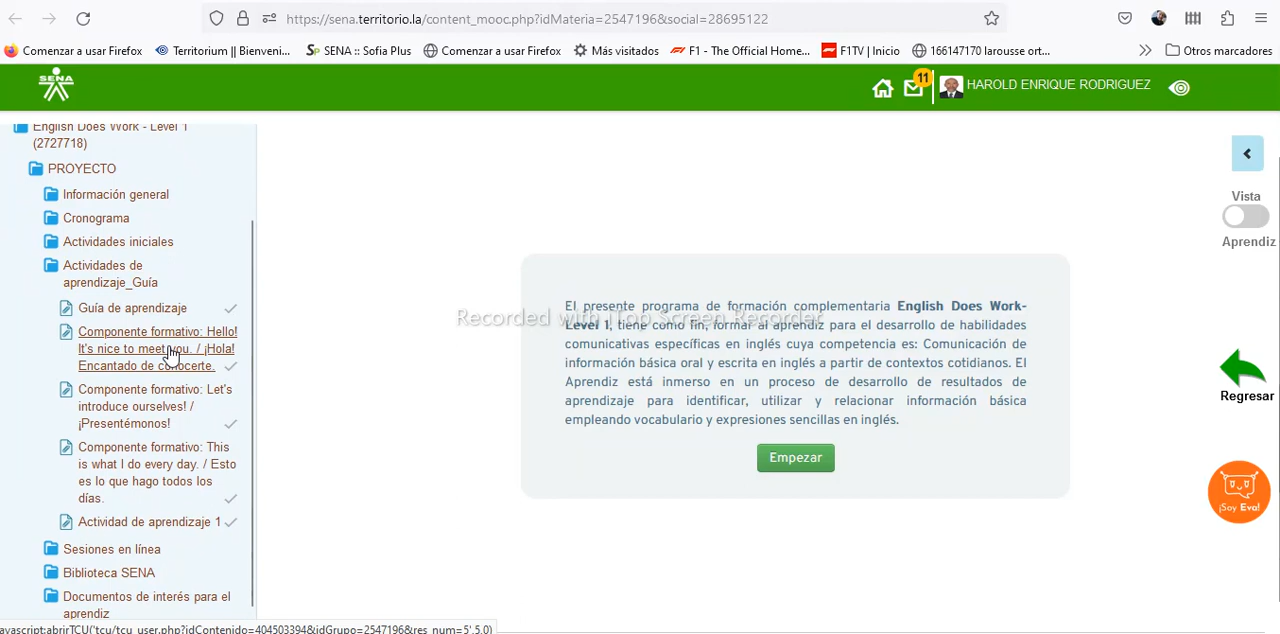 https://sena.territorio.la/content_mooc.php?idMateria=2547196&social=28695122
Comenzar a usar Firefox
Territorium || Bienveni...
SENA :: Sofia Plus
Comenzar a usar Firefox
Más visitados
F1 - The Official Home...
F1TV | Inicio
166147170 larousse ort...
Otros marcadores
SENA
11
HAROLD ENRIQUE RODRIGUEZ
English Does Work - Level 1
(2727718)
PROYECTO
Información general
Cronograma
Actividades iniciales
Actividades de
aprendizaje_Guía
Guía de aprendizaje
Componente formativo: Hello!
It's nice to meet you. / ¡Hola!
Encantado de conocerte.
Componente formativo: Let's
introduce ourselves! /
¡Presentémonos!
Componente formativo: This
is what I do every day. / Esto
es lo que hago todos los
días.
Actividad de aprendizaje 1
Sesiones en línea
Biblioteca SENA
Documentos de interés para el
aprendiz
El presente programa de formación complementaria English Does Work-
Level 1, tiene como fin, formar al aprendiz para el desarrollo de habilidades
comunicativas específicas en inglés cuya competencia es: Comunicación de
información básica oral y escrita en inglés a partir de contextos cotidianos. El
Aprendiz está inmerso en un proceso de desarrollo de resultados de
aprendizaje para identificar, utilizar y relacionar información básica
empleando vocabulario y expresiones sencillas en inglés.
Recorded with iTop Screen Recorder
Empezar
Vista
Aprendiz
Regresar
¡Soy Eva!
avascript:abrirTCU('tcu/tcu_user.php?idContenido=404503394&idGrupo=2547196&res_num=5',5,0)